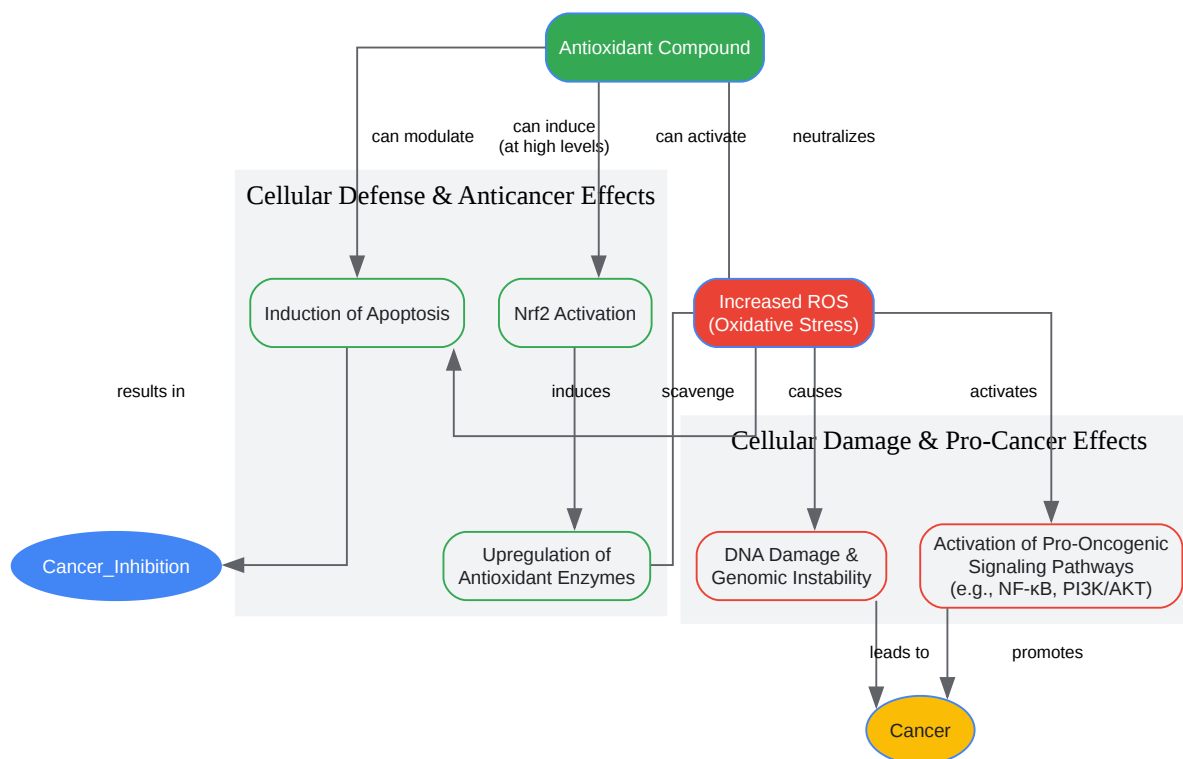 Antioxidant Compound
can modulate
can induce
(at high levels)
can activate
neutralizes
Cellular Defense & Anticancer Effects
Induction of Apoptosis
Nrf2 Activation
Increased ROS
(Oxidative Stress)
results in
induces
scavenge
causes
activates
Cellular Damage & Pro-Cancer Effects
Cancer_Inhibition
Upregulation of
Antioxidant Enzymes
DNA Damage &
Genomic Instability
Activation of Pro-Oncogenic
Signaling Pathways
(e.g., NF-κB, PI3K/AKT)
leads to
promotes
Cancer